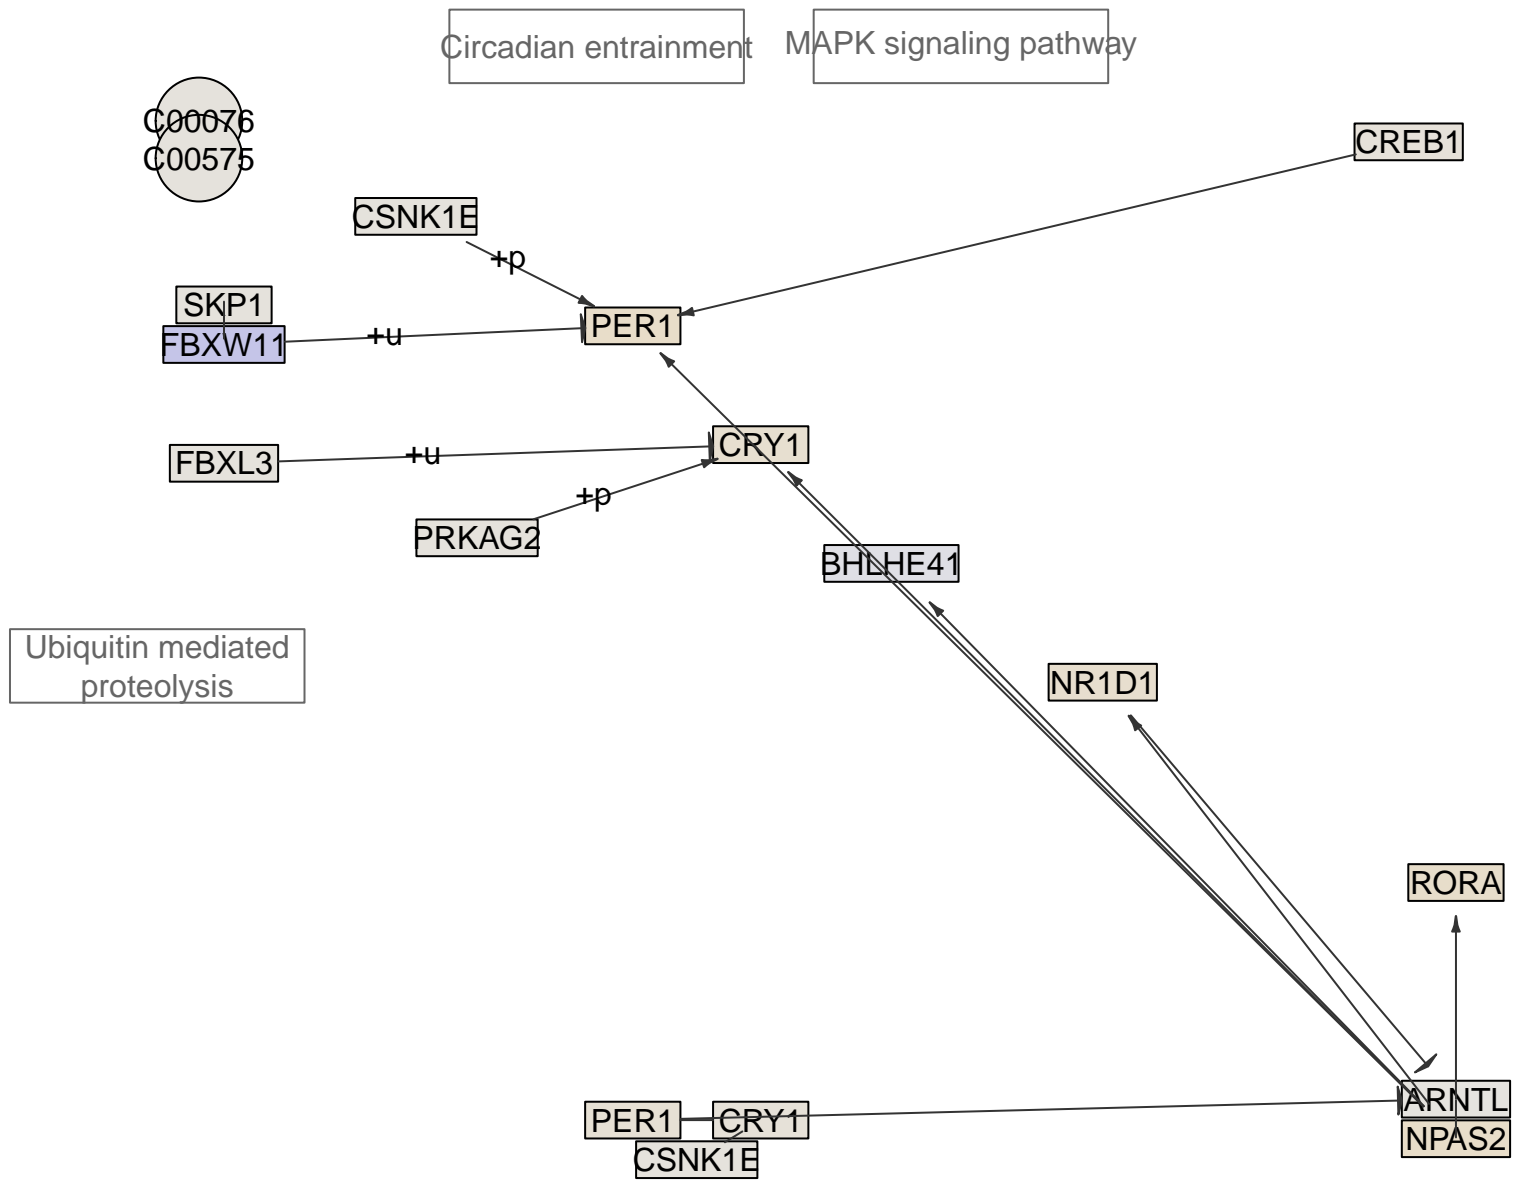 Circadian entrainment
MAPK signaling pathway
C00076
C00575
CREB1
CSNK1E
+p
SKP1
FBXW11
+u
PER1
CRY1
FBXL3
+u
+p
PRKAG2
BHLHE41
Ubiquitin mediated
proteolysis
NR1D1
RORA
ARNTL
NPAS2
PER1
CRY1
CSNK1E